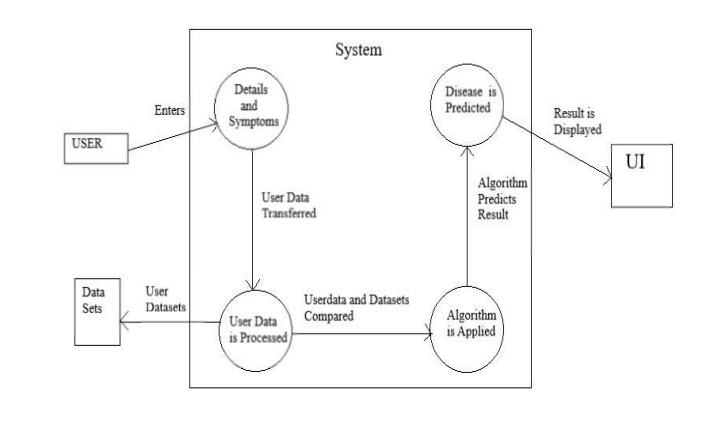 System
Details
and
Symptoms
Disease is
Predicted
Enters
Result is
Displayed
USER
UI
User Data
Transferred
Algorithm
Predicts
Result
Data
Sets
User
Datasets
User Data
is Processed
Userdata and Datasets
Compared
Algorithm
is Applied